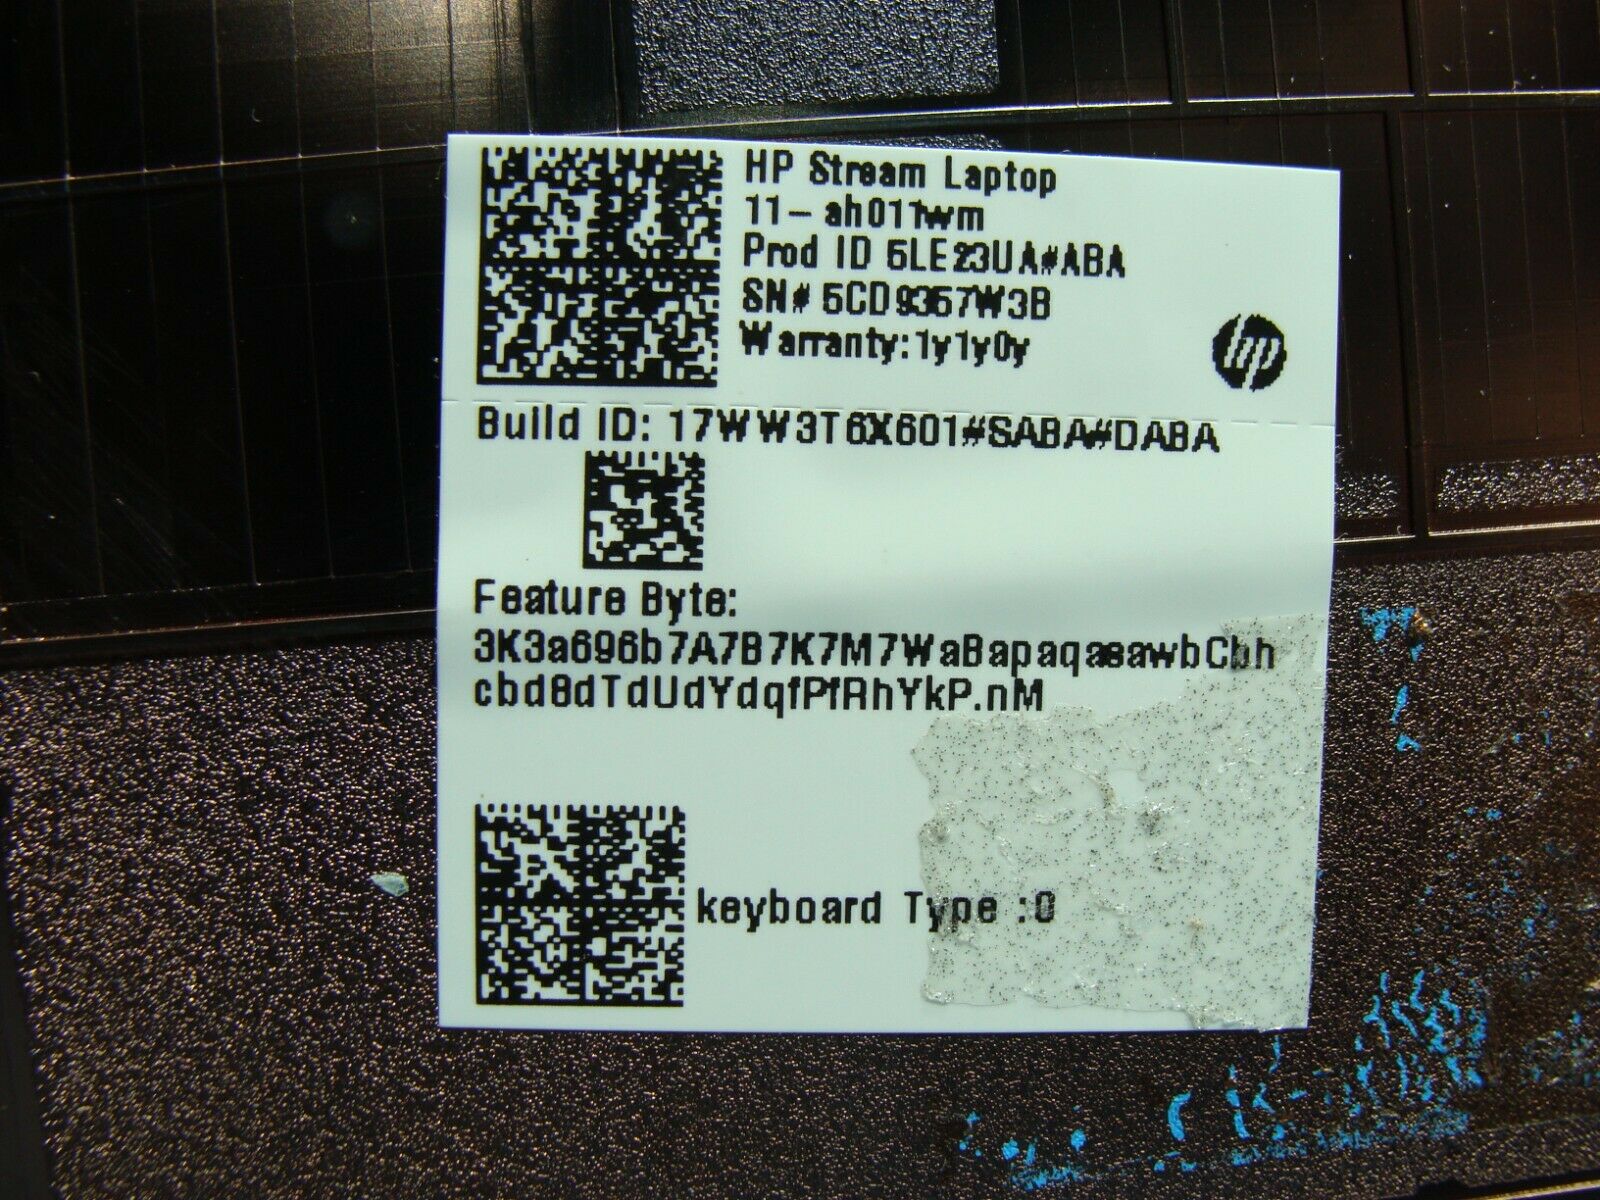 HP Stream Laptop
11-ah011wm
Prod ID 5LE23UA#ABA
SN# 5CD9357W3B
Warranty:1y1y0y
hp
Build ID: 17WW3T6X601#SABA#DABA
Feature Byte:
3K3a696b7A7B7K7M7WaBapaqasawbCbh
cbd8dTdUdYdqfPfRhYkP.nM
keyboard Type :0